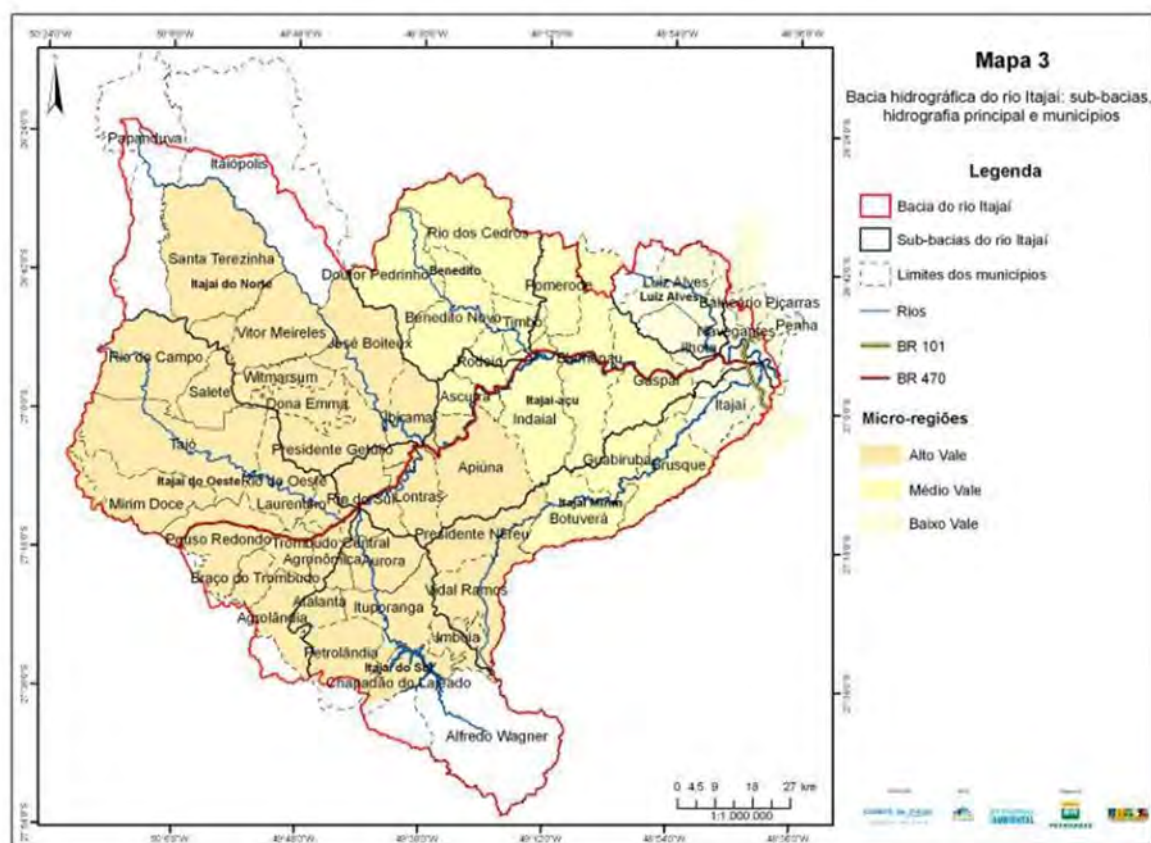 Mapa 3
Bacia hidrográfica do rio Itajaí: sub-bacias,
hidrografia principal e municípios
Legenda
Bacia do rio Itajaí
Sub-bacias do rio Itajaí
Limites dos municípios
Rios
BR 101
BR 470
Micro-regiões
Alto Vale
Médio Vale
Baixo Vale
Papanduva
Itaiópolis
Rio dos Cedros
Santa Terezinha
Doutor Pedrinho
Benedito
Itajaí do Norte
Pomerode
Luiz Alves
Luiz Alves
Balneário Piçarras
Benedito Novo
Timbó
Navegantes
Penha
Vitor Meireles
José Boiteux
Ilhota
Rio do Campo
Rodeio
Blumenau
Witmarsum
Gaspar
Salete
Dona Emma
Ascurra
Itajaí-açu
Itajaí
Ibirama
Indaial
Taió
Presidente Getúlio
Guabiruba
Brusque
Apiúna
Itajaí do Oeste
Rio do Oeste
Mirim Doce
Laurentino
Rio do Sul
Lontras
Itajaí Mirim
Botuverá
Pouso Redondo
Trombudo Central
Presidente Nereu
Agronômica
Aurora
Braço do Trombudo
Vidal Ramos
Atalanta
Ituporanga
Agrolândia
Imbuia
Petrolândia
Itajaí do Sul
Chapadão do Lajeado
Alfredo Wagner
0 4,5 9 18 27 km
1:1.000.000
AMBIENTAL
PETROBRAS